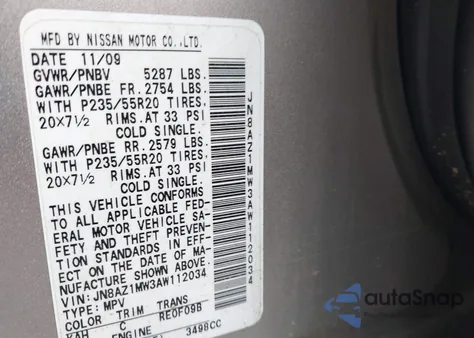 MFD BY NISSAN MOTOR CO.,LTD.
DATE 11/09
GVWR/PNBV 5287 LBS.
GAWR/PNBE FR. 2754 LBS.
WITH P235/55R20 TIRES,
20X7½ RIMS.AT 33 PSI
COLD SINGLE.
GAWR/PNBE RR. 2579 LBS.
WITH P235/55R20 TIRES,
20X7½ RIMS.AT 33 PSI
COLD SINGLE.
THIS VEHICLE CONFORMS
TO ALL APPLICABLE FED-
ERAL MOTOR VEHICLE SA-
FETY AND THEFT PREVEN-
TION STANDARDS IN EFF-
ECT ON THE DATE OF MA-
NUFACTURE SHOWN ABOVE.
VIN: JN8AZ1MW3AW112034
TYPE: MPV
COLOR TRIM TRANS
KAH C RE0F09B
ENGINE 3498CC
JN8AZ1MW3AW112034
autoSnap